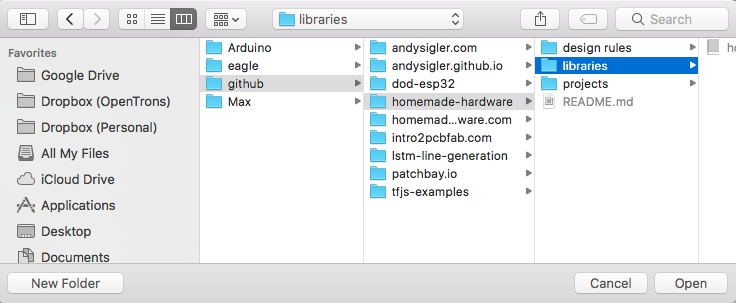 libraries
Search
Favorites
Google Drive
Dropbox (OpenTrons)
Dropbox (Personal)
All My Files
iCloud Drive
Applications
Desktop
Documents
Arduino
eagle
github
Max
andysigler.com
andysigler.github.io
dod-esp32
homemade-hardware
homemad...ware.com
intro2pcbfab.com
lstm-line-generation
patchbay.io
tfjs-examples
design rules
libraries
projects
README.md
New Folder
Cancel
Open